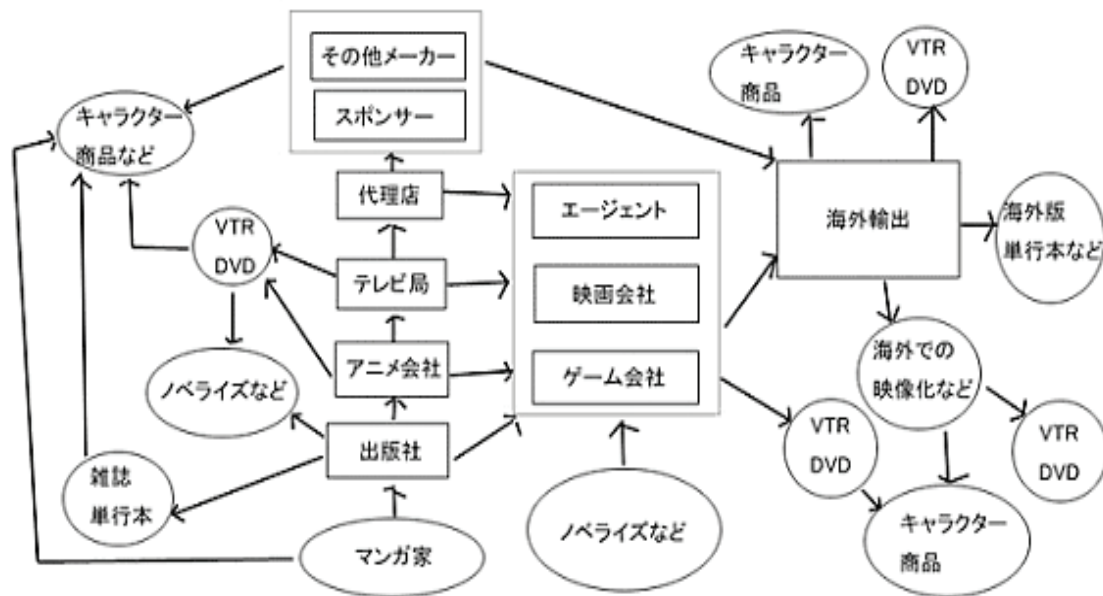 その他メーカー
スポンサー
キャラクター
商品など
代理店
VTR
DVD
テレビ局
アニメ会社
ノベライズなど
出版社
雑誌
単行本
マンガ家
エージェント
映画会社
ゲーム会社
ノベライズなど
キャラクター
商品
VTR
DVD
海外輸出
海外版
単行本など
海外での
映像化など
VTR
DVD
VTR
DVD
キャラクター
商品